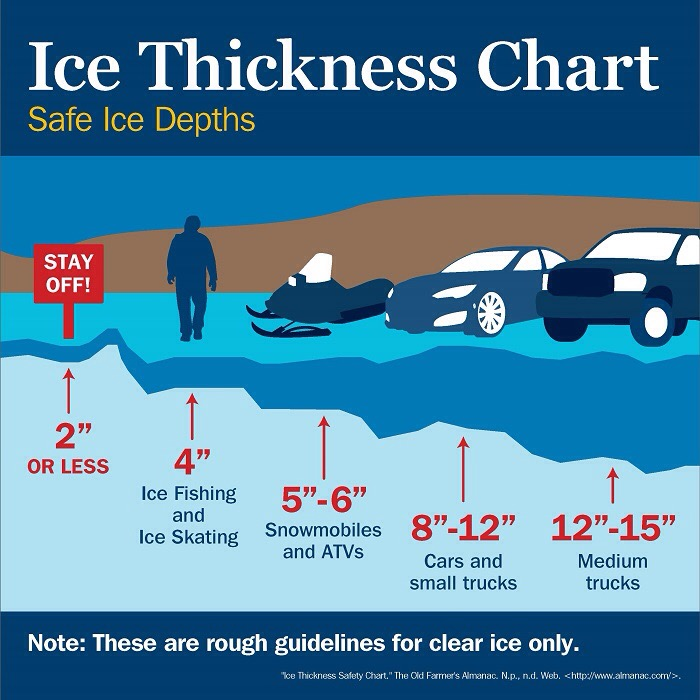 Ice Thickness Chart
Safe Ice Depths
STAY
OFF!
2”
OR LESS
4”
Ice Fishing
and
Ice Skating
5”-6”
Snowmobiles
and ATVs
8”-12”
Cars and
small trucks
12”-15”
Medium
trucks
Note: These are rough guidelines for clear ice only.
"Ice Thickness Safety Chart." The Old Farmer's Almanac. N.p., n.d. Web. <http://www.almanac.com/>.